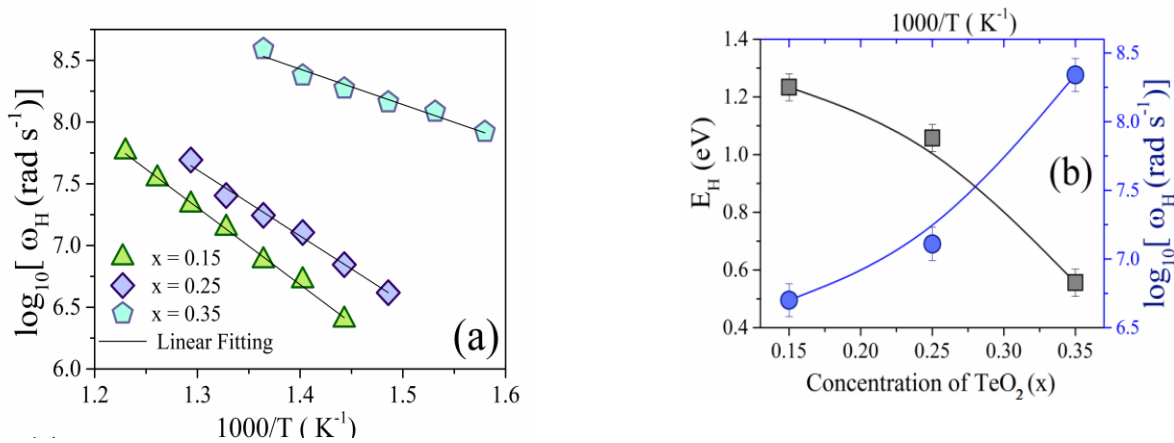 8.5
8.0
7.5
7.0
6.5
6.0
log₁₀[ ω_H (rad s⁻¹)]
x = 0.15
x = 0.25
x = 0.35
Linear Fitting
(a)
1.2 1.3 1.4 1.5 1.6
1000/T ( K⁻¹)
1000/T ( K⁻¹)
1.4
1.2
1.0
0.8
0.6
0.4
E_H (eV)
(b)
8.5
8.0
7.5
7.0
6.5
log₁₀[ ω_H (rad s⁻¹)]
0.15 0.20 0.25 0.30 0.35
Concentration of TeO₂ (x)